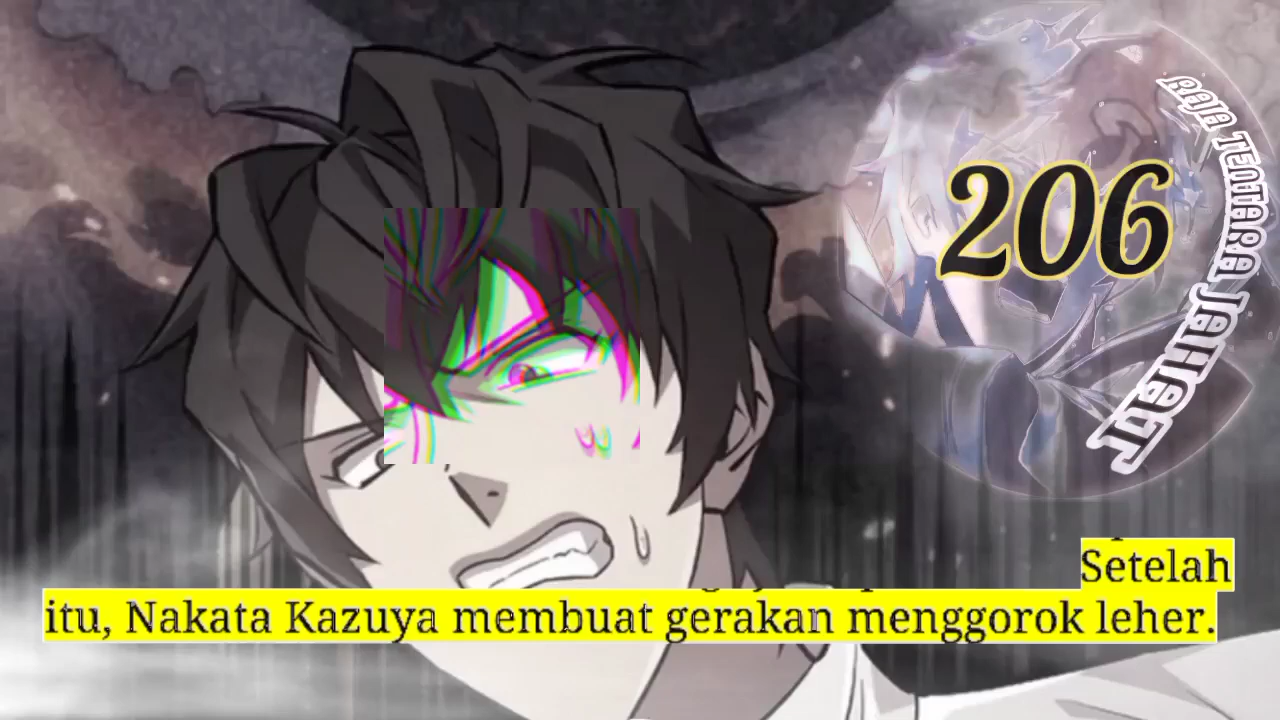 RAJA TENTARA JAHAT
206
Setelah
itu, Nakata Kazuya membuat gerakan menggorok leher.